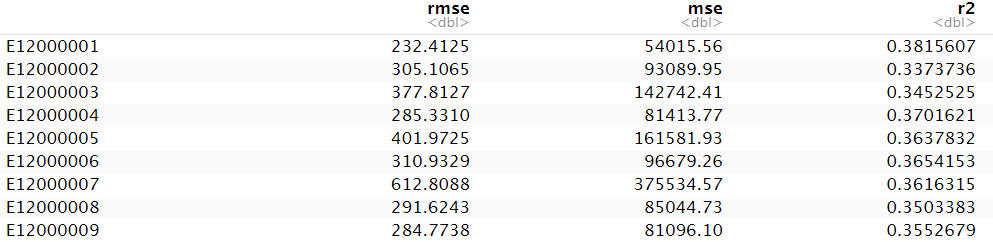 rmse mse r2
<dbl> <dbl> <dbl>
E12000001 232.4125 54015.56 0.3815607
E12000002 305.1065 93089.95 0.3373736
E12000003 377.8127 142742.41 0.3452525
E12000004 285.3310 81413.77 0.3701621
E12000005 401.9725 161581.93 0.3637832
E12000006 310.9329 96679.26 0.3654153
E12000007 612.8088 375534.57 0.3616315
E12000008 291.6243 85044.73 0.3503383
E12000009 284.7738 81096.10 0.3552679